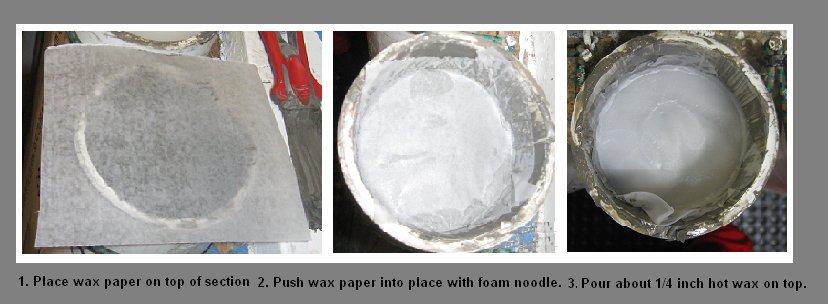 1. Place wax paper on top of section 2. Push wax paper into place with foam noodle. 3. Pour about 1/4 inch hot wax on top.